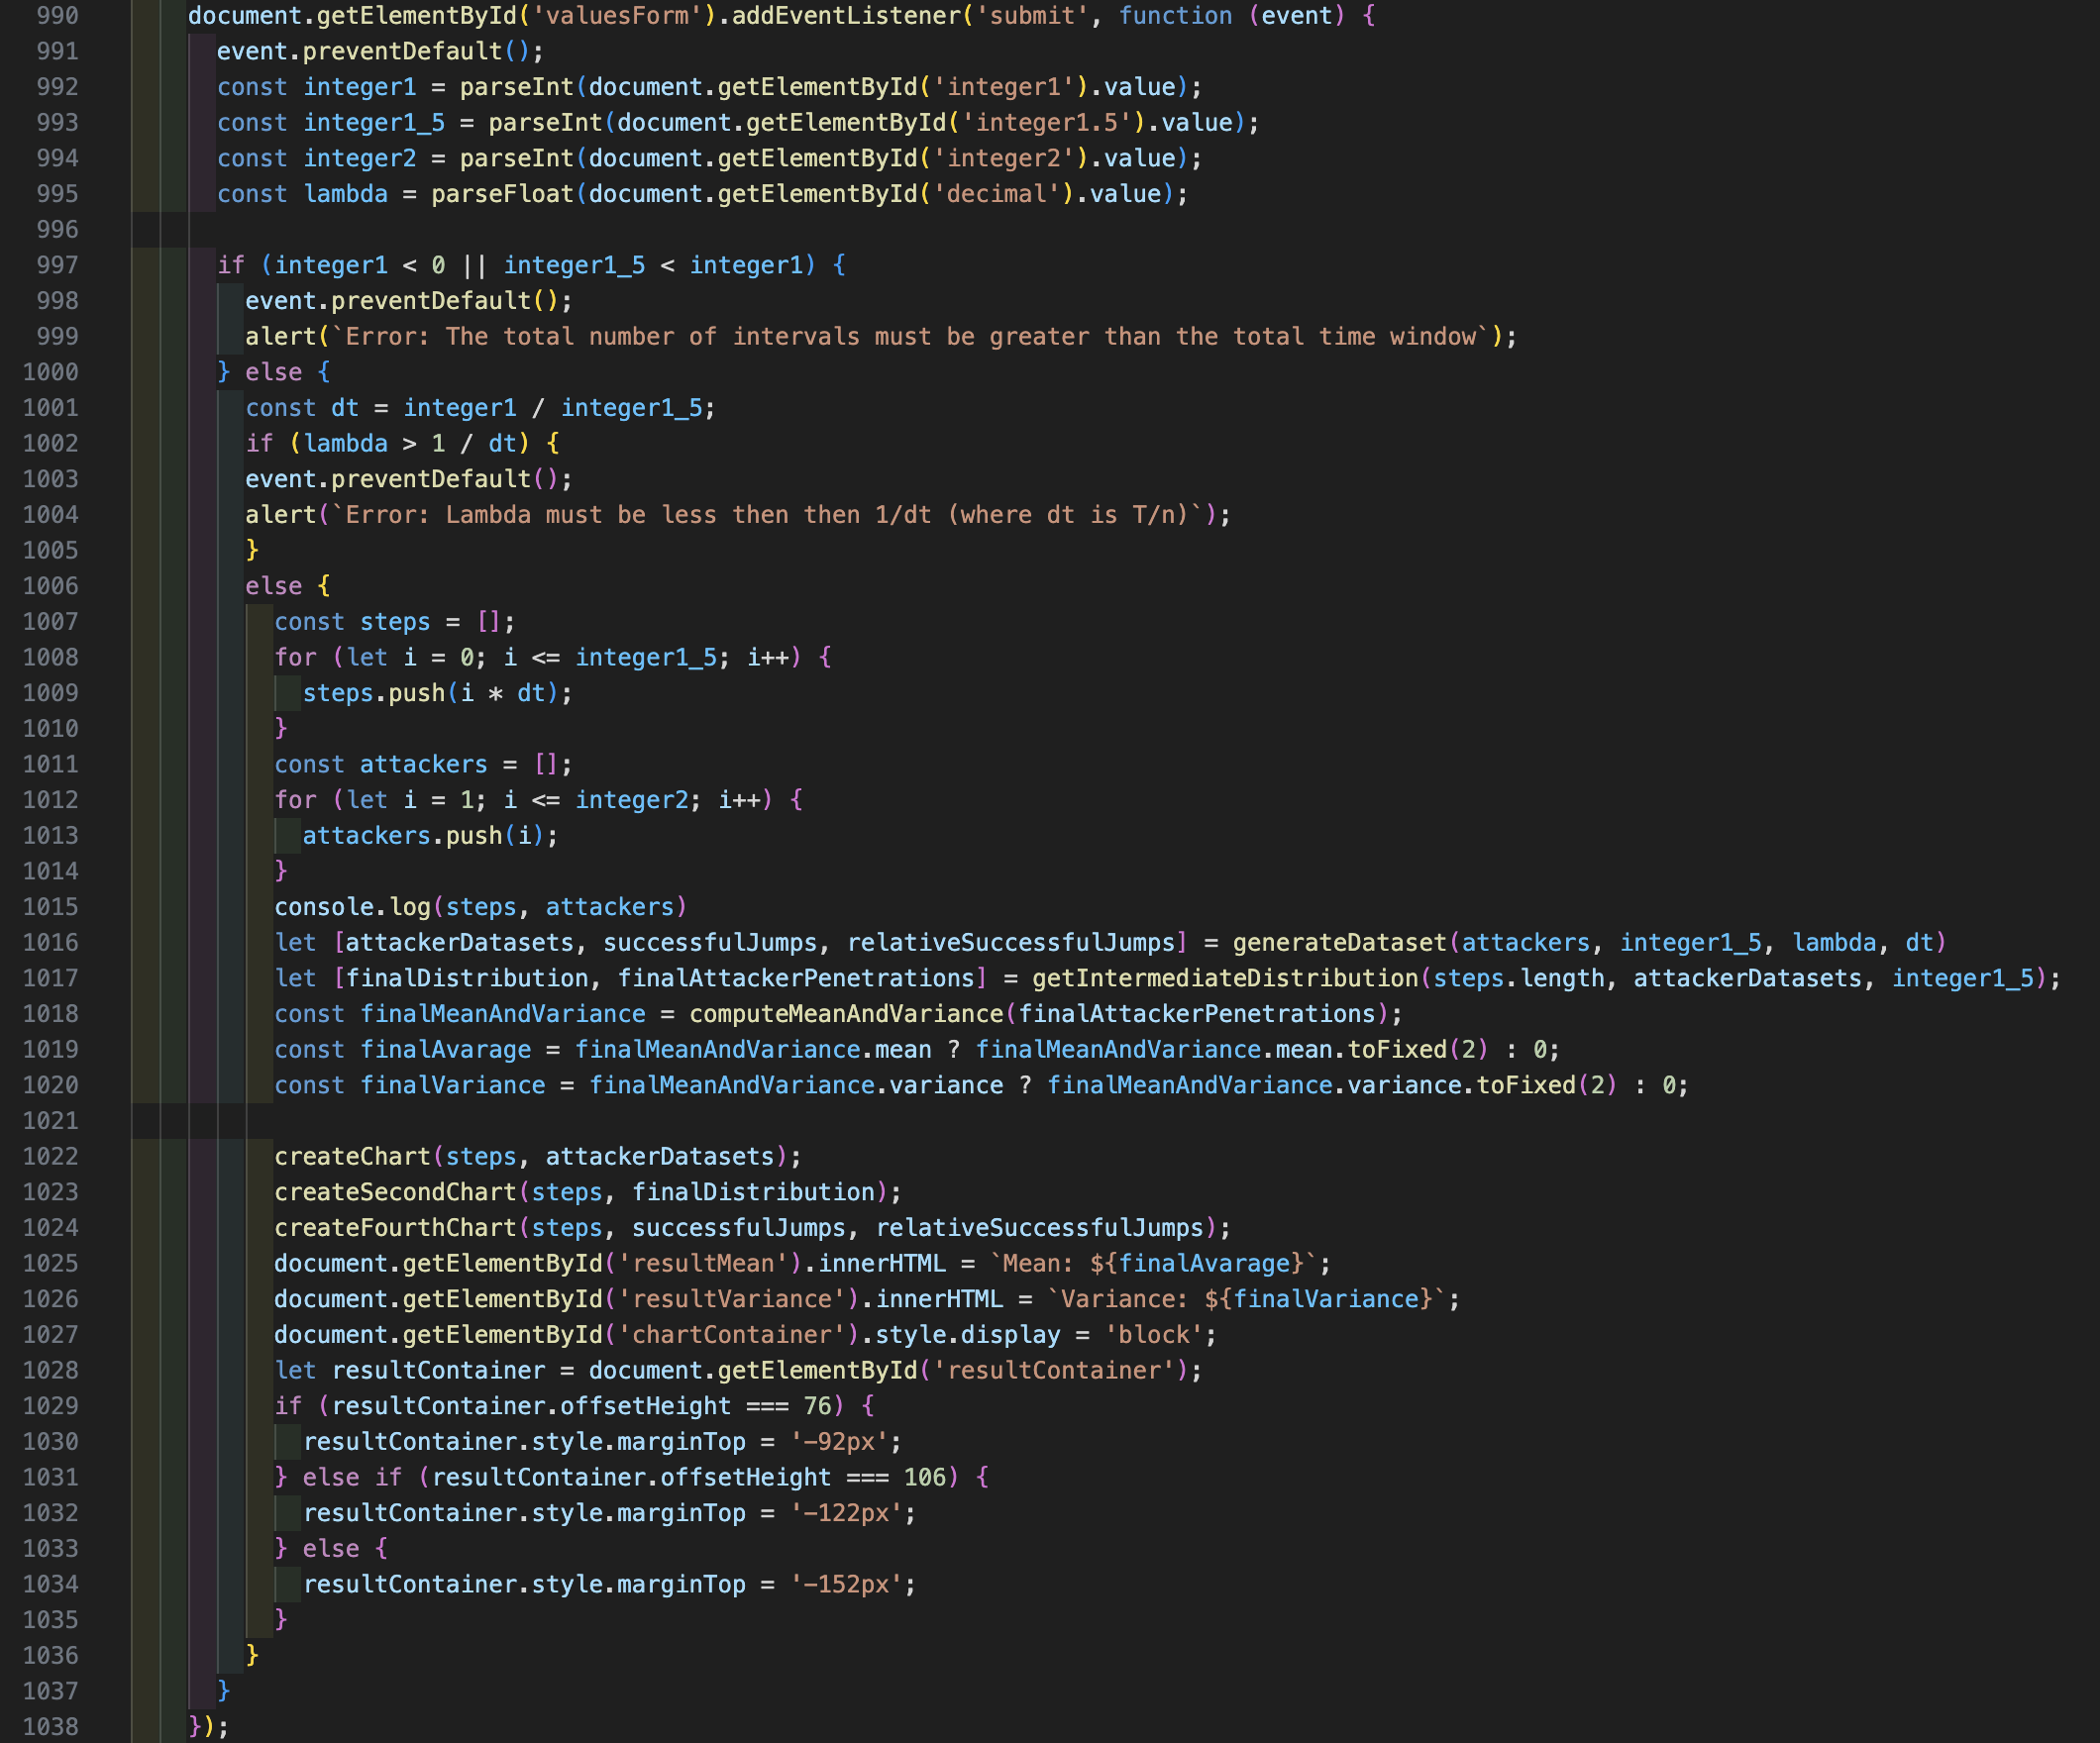 990 document.getElementById('valuesForm').addEventListener('submit', function (event) {
991 event.preventDefault();
992 const integer1 = parseInt(document.getElementById('integer1').value);
993 const integer1_5 = parseInt(document.getElementById('integer1.5').value);
994 const integer2 = parseInt(document.getElementById('integer2').value);
995 const lambda = parseFloat(document.getElementById('decimal').value);
996
997 if (integer1 < 0 || integer1_5 < integer1) {
998 event.preventDefault();
999 alert(`Error: The total number of intervals must be greater than the total time window`);
1000 } else {
1001 const dt = integer1 / integer1_5;
1002 if (lambda > 1 / dt) {
1003 event.preventDefault();
1004 alert(`Error: Lambda must be less then then 1/dt (where dt is T/n)`);
1005 }
1006 else {
1007 const steps = [];
1008 for (let i = 0; i <= integer1_5; i++) {
1009 steps.push(i * dt);
1010 }
1011 const attackers = [];
1012 for (let i = 1; i <= integer2; i++) {
1013 attackers.push(i);
1014 }
1015 console.log(steps, attackers)
1016 let [attackerDatasets, successfulJumps, relativeSuccessfulJumps] = generateDataset(attackers, integer1_5, lambda, dt)
1017 let [finalDistribution, finalAttackerPenetrations] = getIntermediateDistribution(steps.length, attackerDatasets, integer1_5);
1018 const finalMeanAndVariance = computeMeanAndVariance(finalAttackerPenetrations);
1019 const finalAvarage = finalMeanAndVariance.mean ? finalMeanAndVariance.mean.toFixed(2) : 0;
1020 const finalVariance = finalMeanAndVariance.variance ? finalMeanAndVariance.variance.toFixed(2) : 0;
1021
1022 createChart(steps, attackerDatasets);
1023 createSecondChart(steps, finalDistribution);
1024 createFourthChart(steps, successfulJumps, relativeSuccessfulJumps);
1025 document.getElementById('resultMean').innerHTML = `Mean: ${finalAvarage}`;
1026 document.getElementById('resultVariance').innerHTML = `Variance: ${finalVariance}`;
1027 document.getElementById('chartContainer').style.display = 'block';
1028 let resultContainer = document.getElementById('resultContainer');
1029 if (resultContainer.offsetHeight === 76) {
1030 resultContainer.style.marginTop = '-92px';
1031 } else if (resultContainer.offsetHeight === 106) {
1032 resultContainer.style.marginTop = '-122px';
1033 } else {
1034 resultContainer.style.marginTop = '-152px';
1035 }
1036 }
1037 }
1038 });